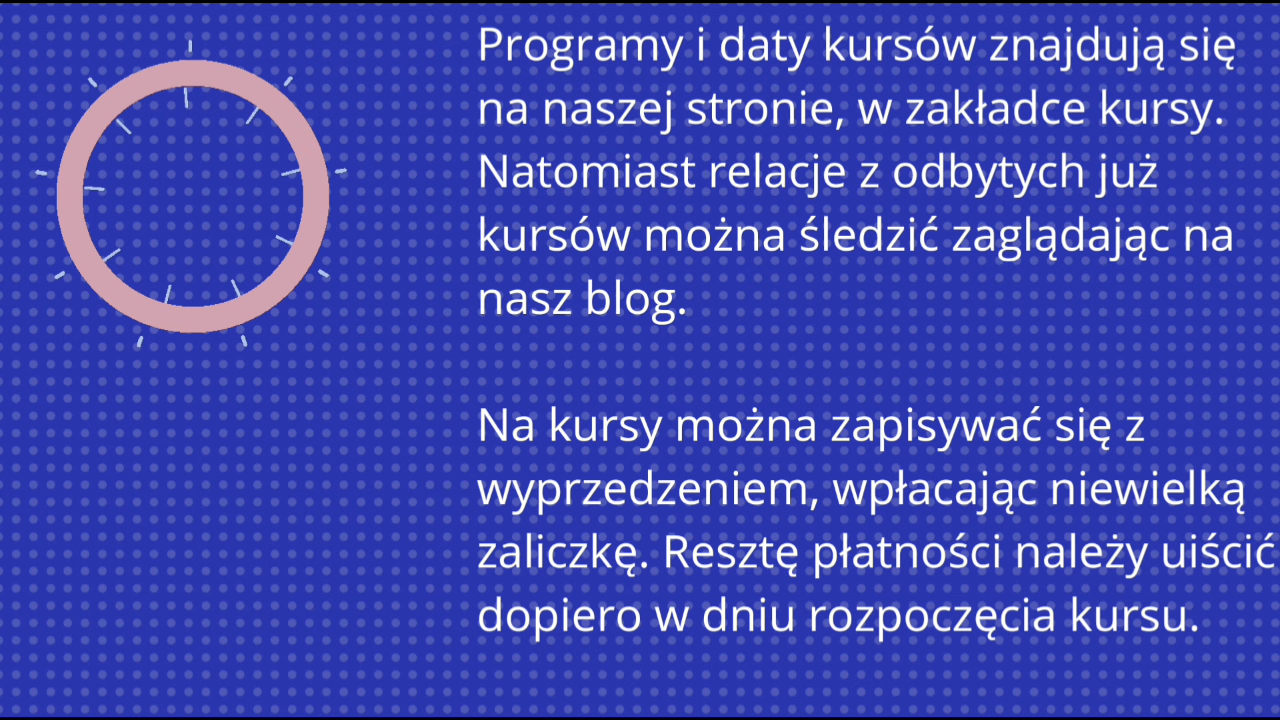 Programy i daty kursów znajdują się
na naszej stronie, w zakładce kursy.
Natomiast relacje z odbytych już
kursów można śledzić zaglądając na
nasz blog.
Na kursy można zapisywać się z
wyprzedzeniem, wpłacając niewielką
zaliczkę. Resztę płatności należy uiścić
dopiero w dniu rozpoczęcia kursu.